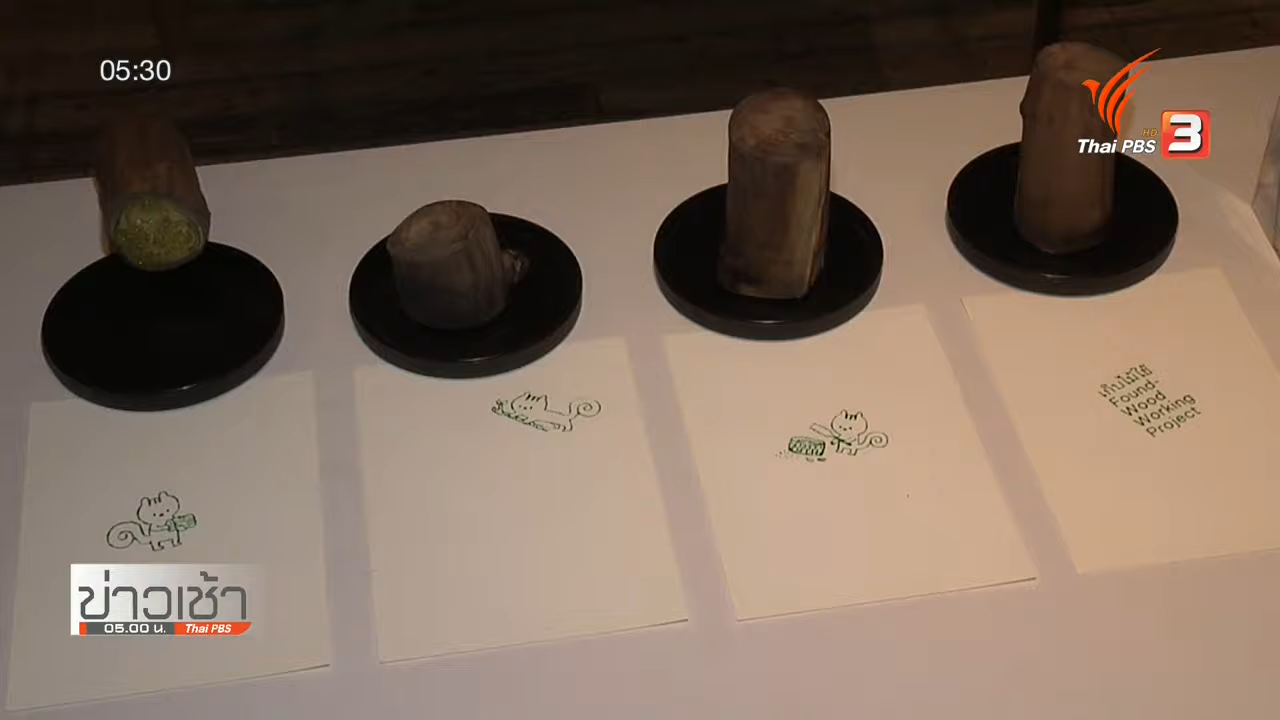 05:30
HD
Thai PBS 3
เก็บไม้ใช้
Found-
Wood
Working
Project
ข่าวเช้า
05.00 น. Thai PBS